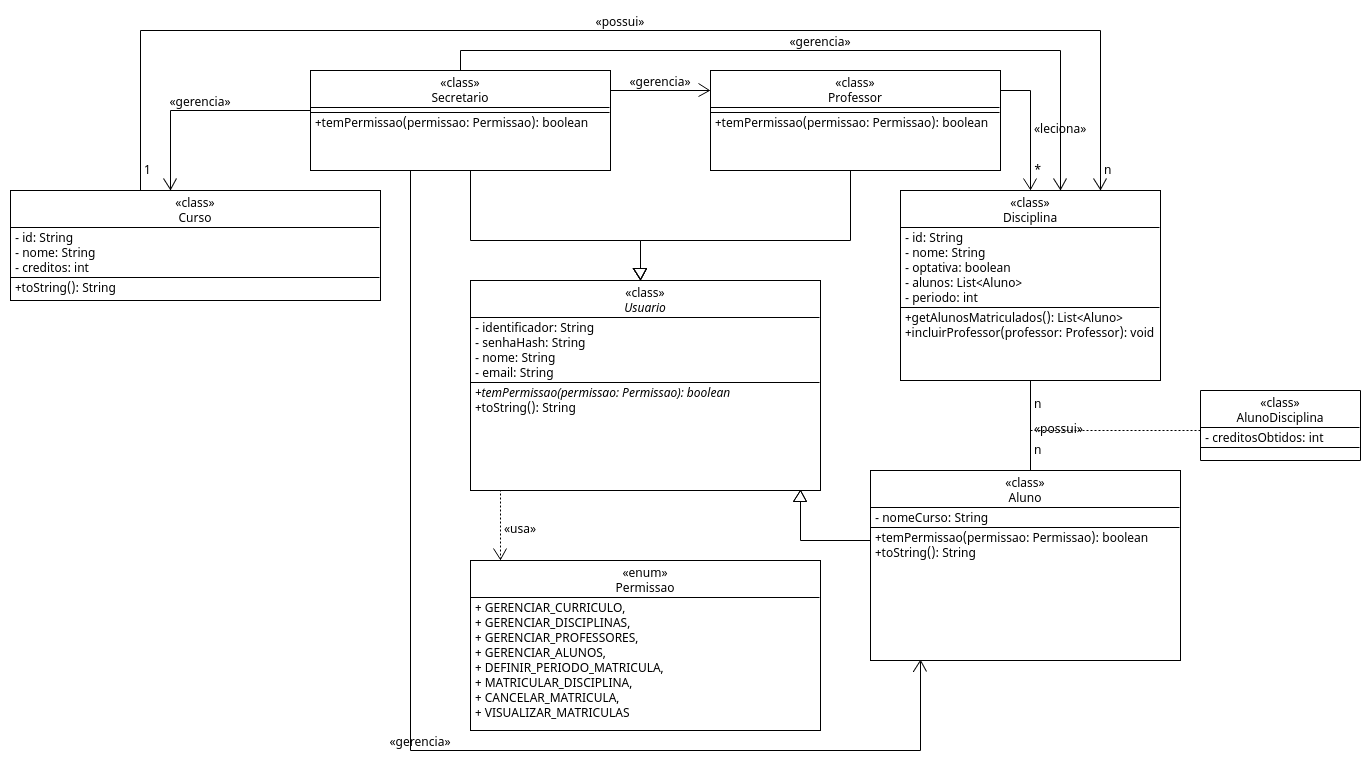 «possui»
«gerencia»
«class»
Secretario
+temPermissao(permissao: Permissao): boolean
«gerencia»
«class»
Professor
+temPermissao(permissao: Permissao): boolean
«gerencia»
«leciona»
1
*
n
«class»
Curso
- id: String
- nome: String
- creditos: int
+toString(): String
«class»
Disciplina
- id: String
- nome: String
- optativa: boolean
- alunos: List<Aluno>
- periodo: int
+getAlunosMatriculados(): List<Aluno>
+incluirProfessor(professor: Professor): void
«class»
Usuario
- identificador: String
- senhaHash: String
- nome: String
- email: String
+temPermissao(permissao: Permissao): boolean
+toString(): String
n
«possui»
n
«class»
AlunoDisciplina
- creditosObtidos: int
«class»
Aluno
- nomeCurso: String
+temPermissao(permissao: Permissao): boolean
+toString(): String
«usa»
«enum»
Permissao
+ GERENCIAR_CURRICULO,
+ GERENCIAR_DISCIPLINAS,
+ GERENCIAR_PROFESSORES,
+ GERENCIAR_ALUNOS,
+ DEFINIR_PERIODO_MATRICULA,
+ MATRICULAR_DISCIPLINA,
+ CANCELAR_MATRICULA,
+ VISUALIZAR_MATRICULAS
«gerencia»